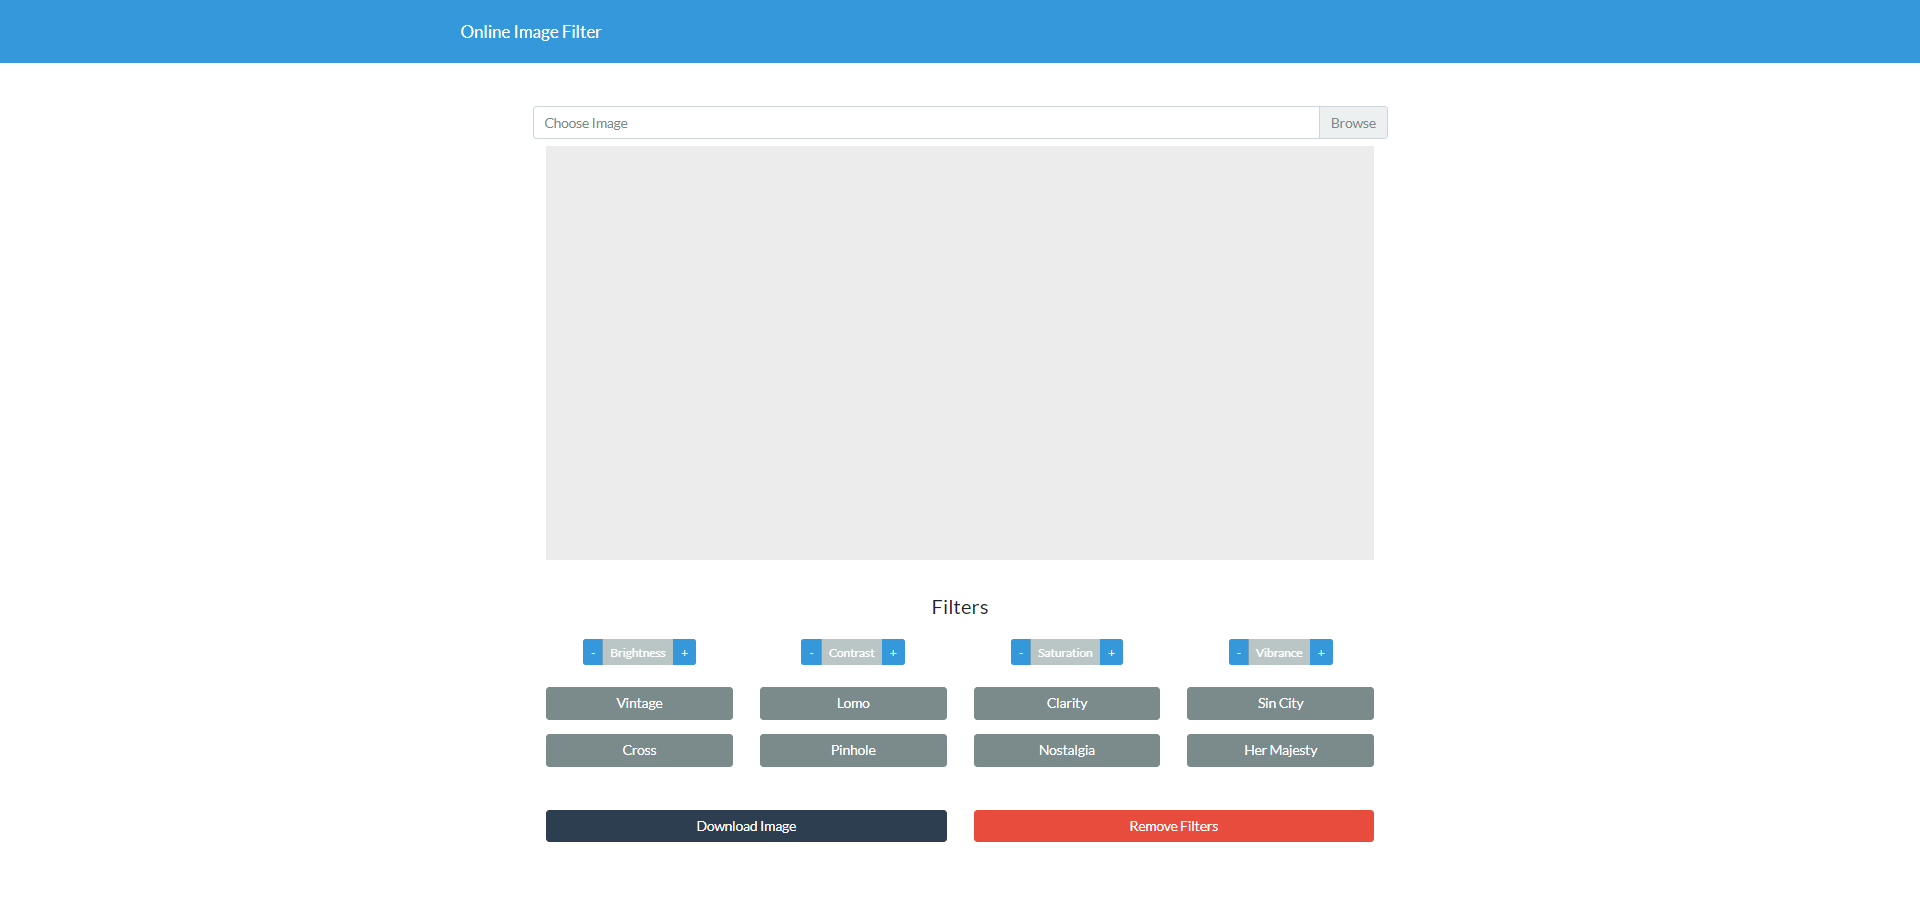 Online Image Filter
Choose Image Browse
Filters
- Brightness + - Contrast + - Saturation + - Vibrance +
Vintage Lomo Clarity Sin City
Cross Pinhole Nostalgia Her Majesty
Download Image Remove Filters